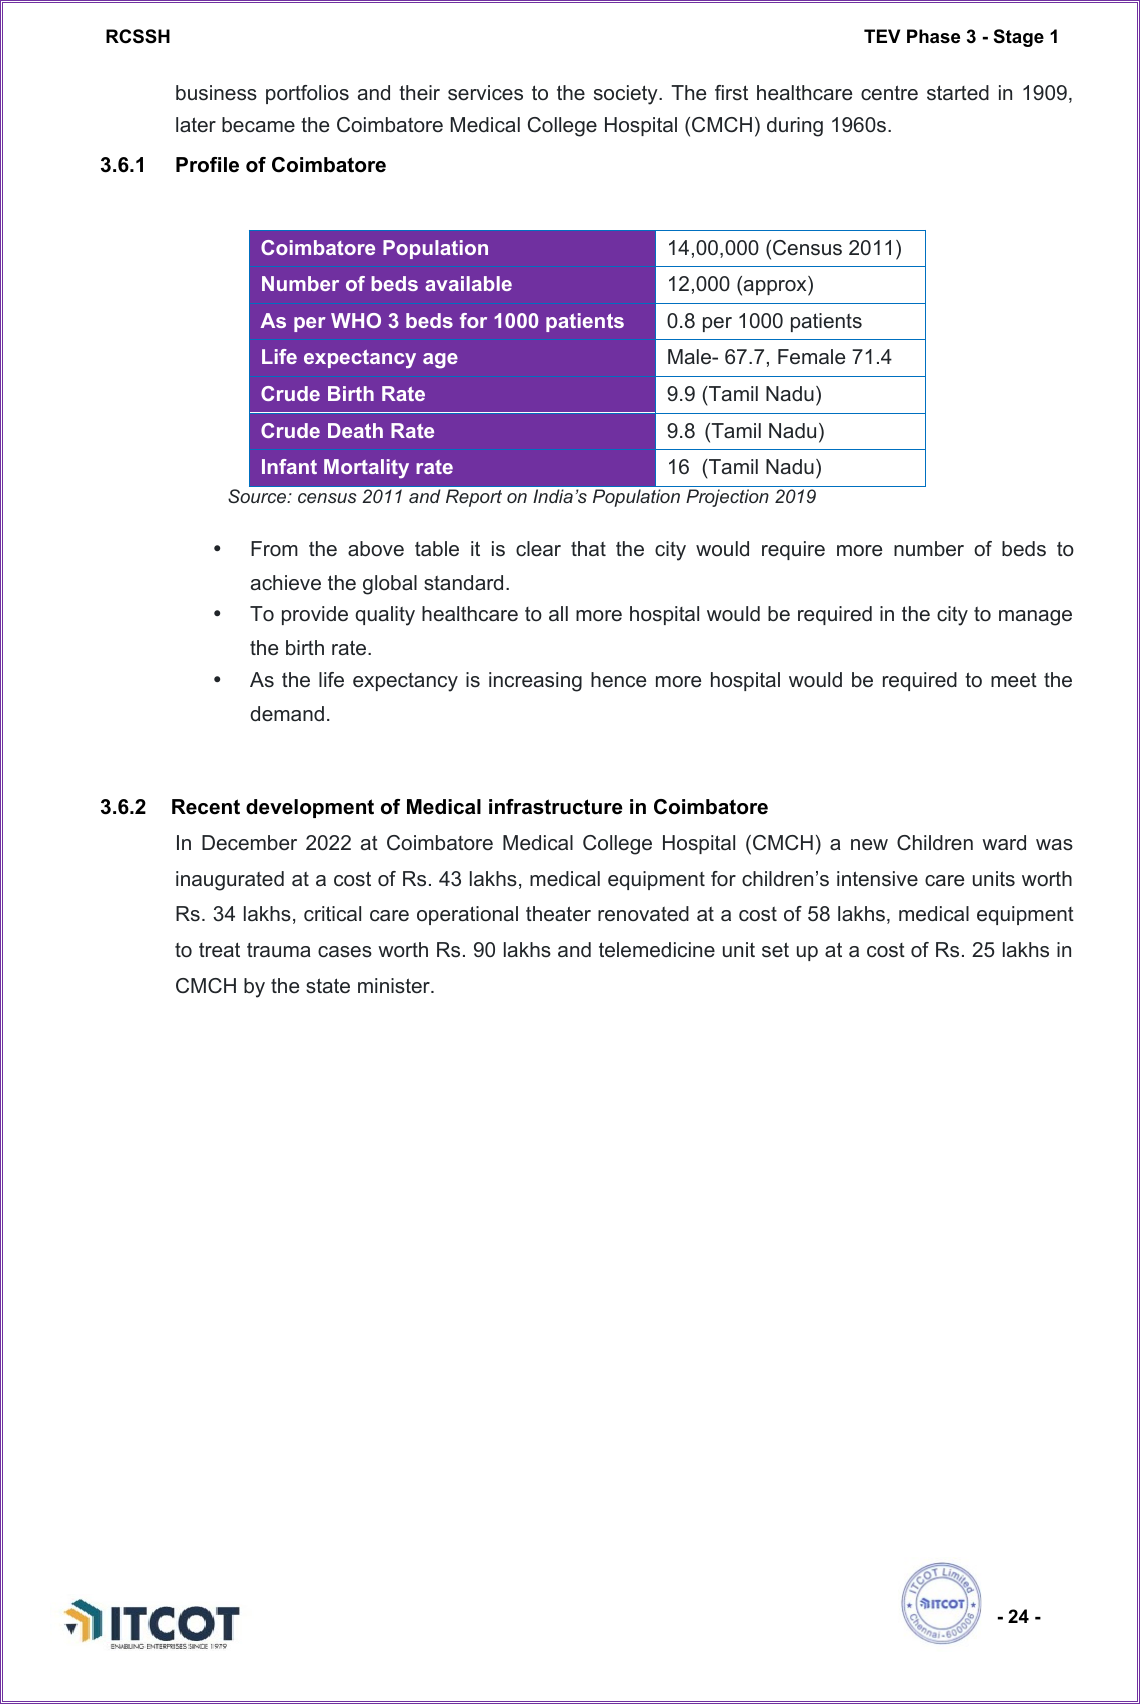 RCSSH TEV Phase 3 - Stage 1
business portfolios and their services to the society. The first healthcare centre started in 1909,
later became the Coimbatore Medical College Hospital (CMCH) during 1960s.
3.6.1 Profile of Coimbatore
Coimbatore Population 14,00,000 (Census 2011)
Number of beds available 12,000 (approx)
As per WHO 3 beds for 1000 patients 0.8 per 1000 patients
Life expectancy age Male- 67.7, Female 71.4
Crude Birth Rate 9.9 (Tamil Nadu)
Crude Death Rate 9.8 (Tamil Nadu)
Infant Mortality rate 16 (Tamil Nadu)
Source: census 2011 and Report on India’s Population Projection 2019
• From the above table it is clear that the city would require more number of beds to
achieve the global standard.
• To provide quality healthcare to all more hospital would be required in the city to manage
the birth rate.
• As the life expectancy is increasing hence more hospital would be required to meet the
demand.
3.6.2 Recent development of Medical infrastructure in Coimbatore
In December 2022 at Coimbatore Medical College Hospital (CMCH) a new Children ward was
inaugurated at a cost of Rs. 43 lakhs, medical equipment for children’s intensive care units worth
Rs. 34 lakhs, critical care operational theater renovated at a cost of 58 lakhs, medical equipment
to treat trauma cases worth Rs. 90 lakhs and telemedicine unit set up at a cost of Rs. 25 lakhs in
CMCH by the state minister.
ITCOT
ENABLING ENTERPRISES SINCE 1979
ITCOT Limited
ITCOT
Chennai - 600006
- 24 -